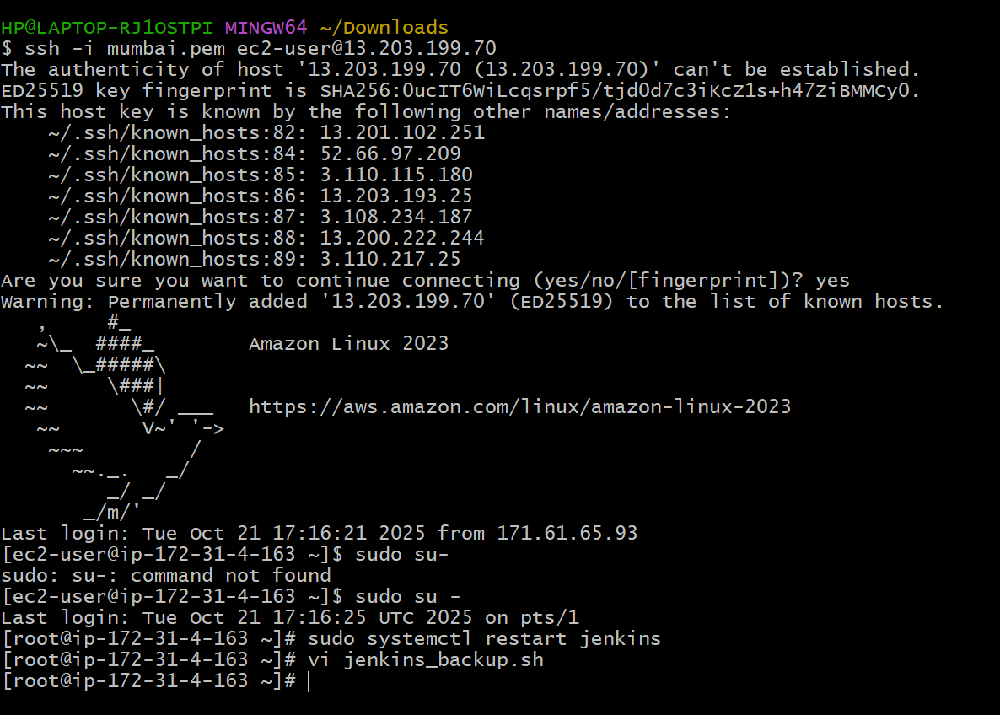 HP@LAPTOP-RJ1OSTPI MINGW64 ~/Downloads
$ ssh -i mumbai.pem ec2-user@13.203.199.70
The authenticity of host '13.203.199.70 (13.203.199.70)' can't be established.
ED25519 key fingerprint is SHA256:0ucIT6WiLcqsrpf5/tjd0d7c3iKcZ1s+h47ZiBMMCy0.
This host key is known by the following other names/addresses:
    ~/.ssh/known_hosts:82: 13.201.102.251
    ~/.ssh/known_hosts:84: 52.66.97.209
    ~/.ssh/known_hosts:85: 3.110.115.180
    ~/.ssh/known_hosts:86: 13.203.193.25
    ~/.ssh/known_hosts:87: 3.108.234.187
    ~/.ssh/known_hosts:88: 13.200.222.244
    ~/.ssh/known_hosts:89: 3.110.217.25
Are you sure you want to continue connecting (yes/no/[fingerprint])? yes
Warning: Permanently added '13.203.199.70' (ED25519) to the list of known hosts.
   ,     #_
   ~\_  ####_        Amazon Linux 2023
  ~~  \_#####\
  ~~     \###|
  ~~       \#/ ___   https://aws.amazon.com/linux/amazon-linux-2023
   ~~       V~' '->
    ~~~         /
      ~~._.   _/
         _/ _/
       _/m/'
Last login: Tue Oct 21 17:16:21 2025 from 171.61.65.93
[ec2-user@ip-172-31-4-163 ~]$ sudo su-
sudo: su-: command not found
[ec2-user@ip-172-31-4-163 ~]$ sudo su -
Last login: Tue Oct 21 17:16:25 UTC 2025 on pts/1
[root@ip-172-31-4-163 ~]# sudo systemctl restart jenkins
[root@ip-172-31-4-163 ~]# vi jenkins_backup.sh
[root@ip-172-31-4-163 ~]#